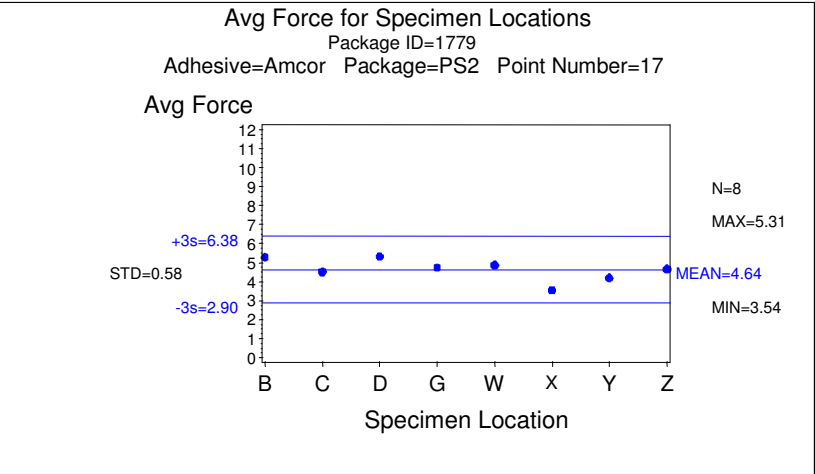 Avg Force for Specimen Locations
Package ID=1779
Adhesive=Amcor Package=PS2 Point Number=17
Avg Force
12
11
10
9
8
7
6
5
4
3
2
1
0
+3s=6.38
STD=0.58
-3s=2.90
N=8
MAX=5.31
MEAN=4.64
MIN=3.54
B C D G W X Y Z
Specimen Location